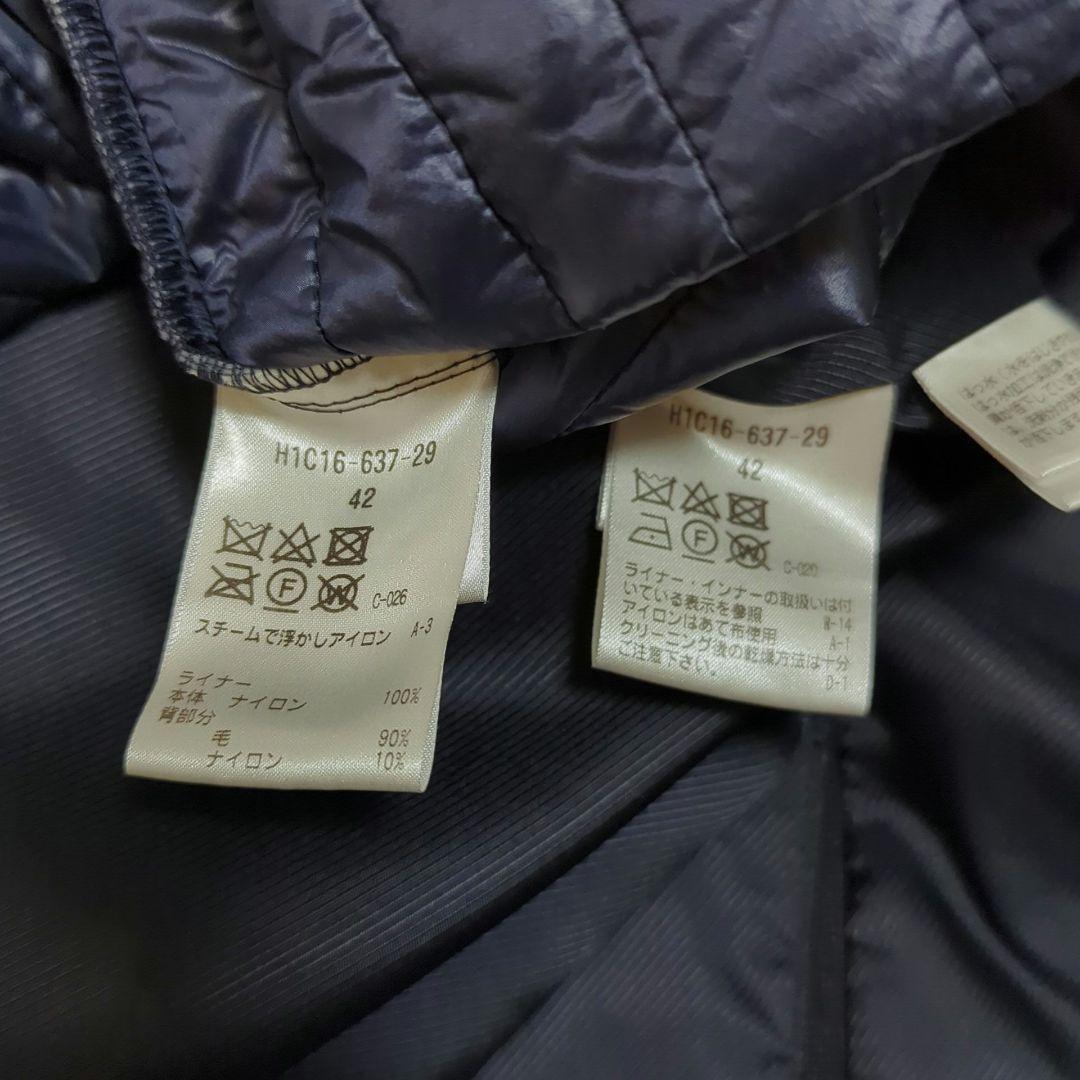 H1C16-637-29
42
F W C-026
スチームで浮かしアイロン A-3
ライナー
本体 ナイロン 100%
背部分
毛 90%
ナイロン 10%
H1C16-637-29
42
F W C-020
ライナー・インナーの取扱いは付
いている表示を参照 W-14
アイロンはあて布使用 A-1
クリーニング後の乾燥方法は十分
ご注意下さい。 D-1